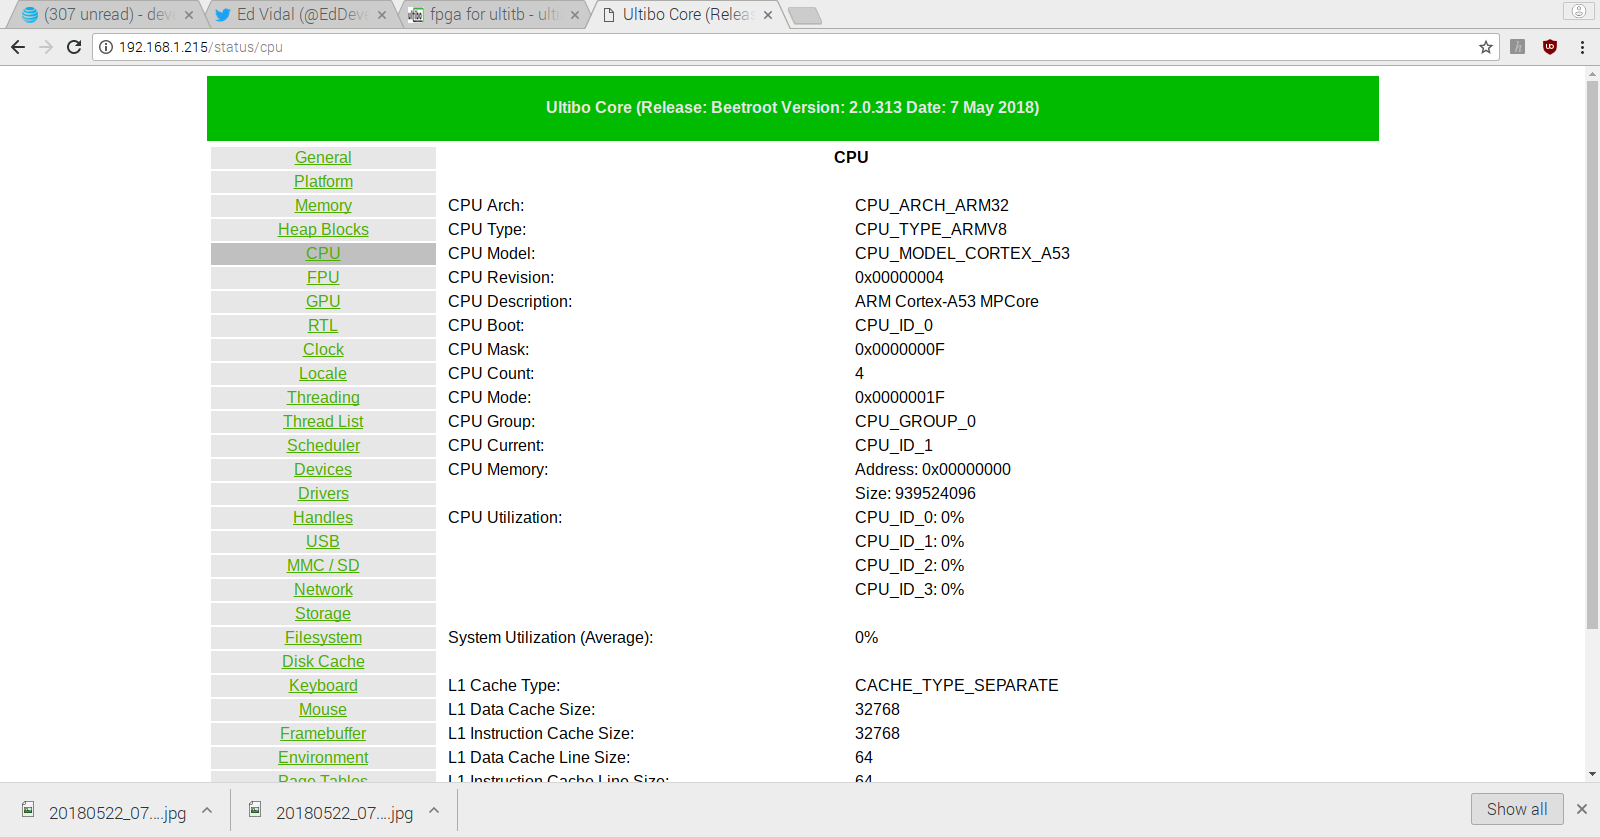 (307 unread) - deve
Ed Vidal (@EdDeve
fpga for ultitb - ulti
Ultibo Core (Releas
192.168.1.215/status/cpu
Ultibo Core (Release: Beetroot Version: 2.0.313 Date: 7 May 2018)
General
CPU
Platform
Memory
CPU Arch: CPU_ARCH_ARM32
Heap Blocks
CPU Type: CPU_TYPE_ARMV8
CPU
CPU Model: CPU_MODEL_CORTEX_A53
FPU
CPU Revision: 0x00000004
GPU
CPU Description: ARM Cortex-A53 MPCore
RTL
CPU Boot: CPU_ID_0
Clock
CPU Mask: 0x0000000F
Locale
CPU Count: 4
Threading
CPU Mode: 0x0000001F
Thread List
CPU Group: CPU_GROUP_0
Scheduler
CPU Current: CPU_ID_1
Devices
CPU Memory: Address: 0x00000000
Drivers
Size: 939524096
Handles
CPU Utilization: CPU_ID_0: 0%
USB
CPU_ID_1: 0%
MMC / SD
CPU_ID_2: 0%
Network
CPU_ID_3: 0%
Storage
Filesystem
System Utilization (Average): 0%
Disk Cache
Keyboard
L1 Cache Type: CACHE_TYPE_SEPARATE
Mouse
L1 Data Cache Size: 32768
Framebuffer
L1 Instruction Cache Size: 32768
Environment
L1 Data Cache Line Size: 64
Page Tables
L1 Instruction Cache Line Size: 64
20180522_07....jpg
20180522_07....jpg
Show all